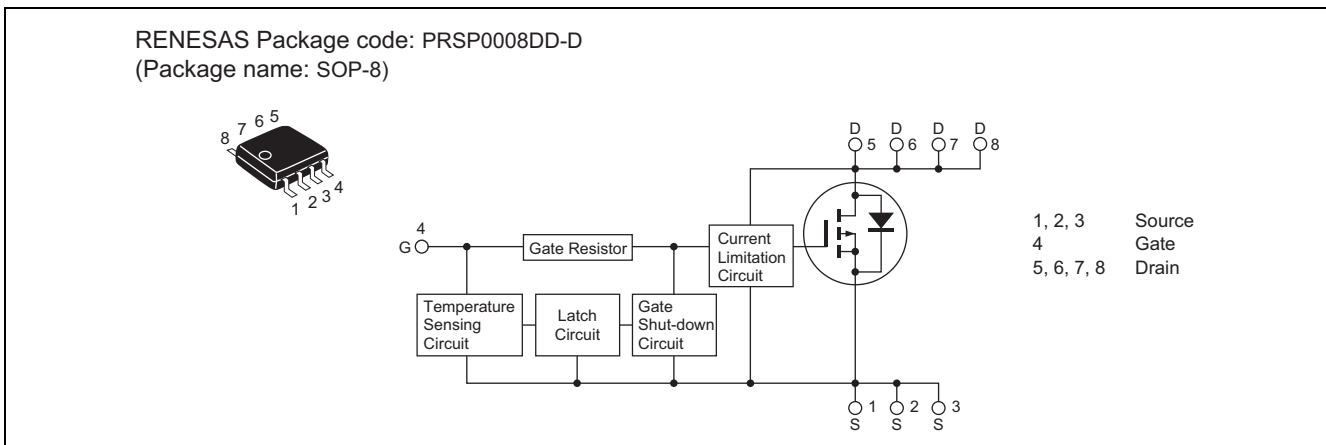 RENESAS Package code: PRSP0008DD-D
(Package name: SOP-8)
8 7 6 5
1 2 3 4
D D D D
5 6 7 8
4
G
Gate Resistor
Current
Limitation
Circuit
Temperature
Sensing
Circuit
Latch
Circuit
Gate
Shut-down
Circuit
1 2 3
S S S
1, 2, 3 Source
4 Gate
5, 6, 7, 8 Drain